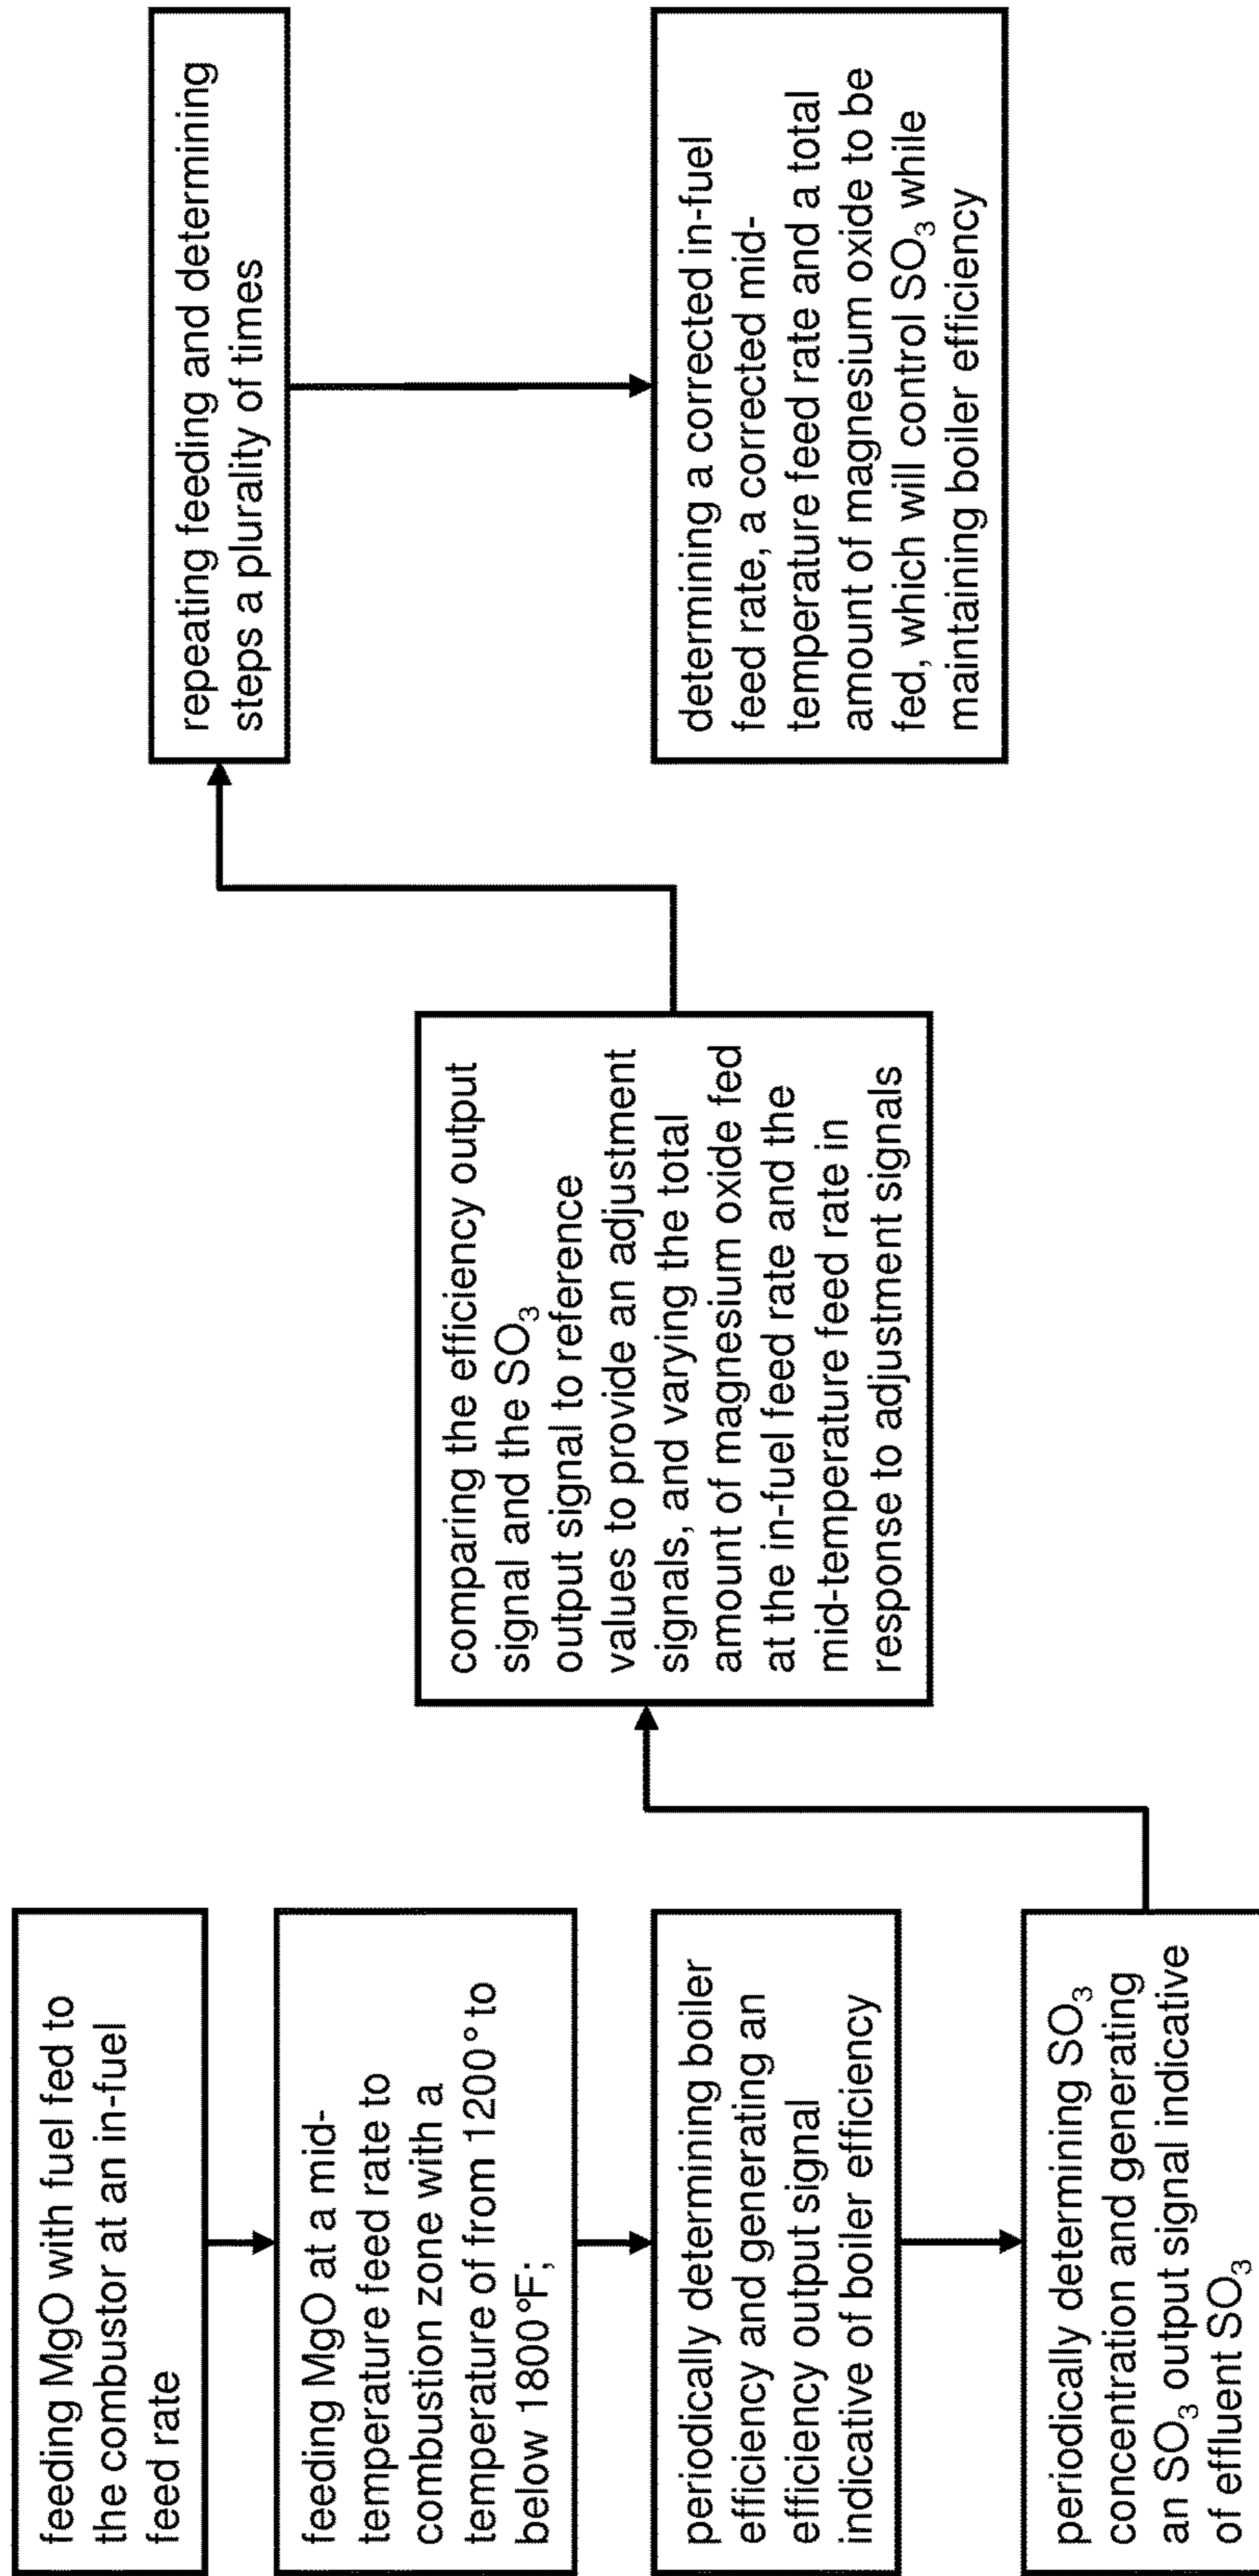 feeding MgO with fuel fed to
the combustor at an in-fuel
feed rate
feeding MgO at a mid-
temperature feed rate to
combustion zone with a
temperature of from 1200° to
below 1800°F;
periodically determining boiler
efficiency and generating an
efficiency output signal
indicative of boiler efficiency
periodically determining SO₃
concentration and generating
an SO₃ output signal indicative
of effluent SO₃
comparing the efficiency output
signal and the SO₃
output signal to reference
values to provide an adjustment
signals, and varying the total
amount of magnesium oxide fed
at the in-fuel feed rate and the
mid-temperature feed rate in
response to adjustment signals
repeating feeding and determining
steps a plurality of times
determining a corrected in-fuel
feed rate, a corrected mid-
temperature feed rate and a total
amount of magnesium oxide to be
fed, which will control SO₃ while
maintaining boiler efficiency